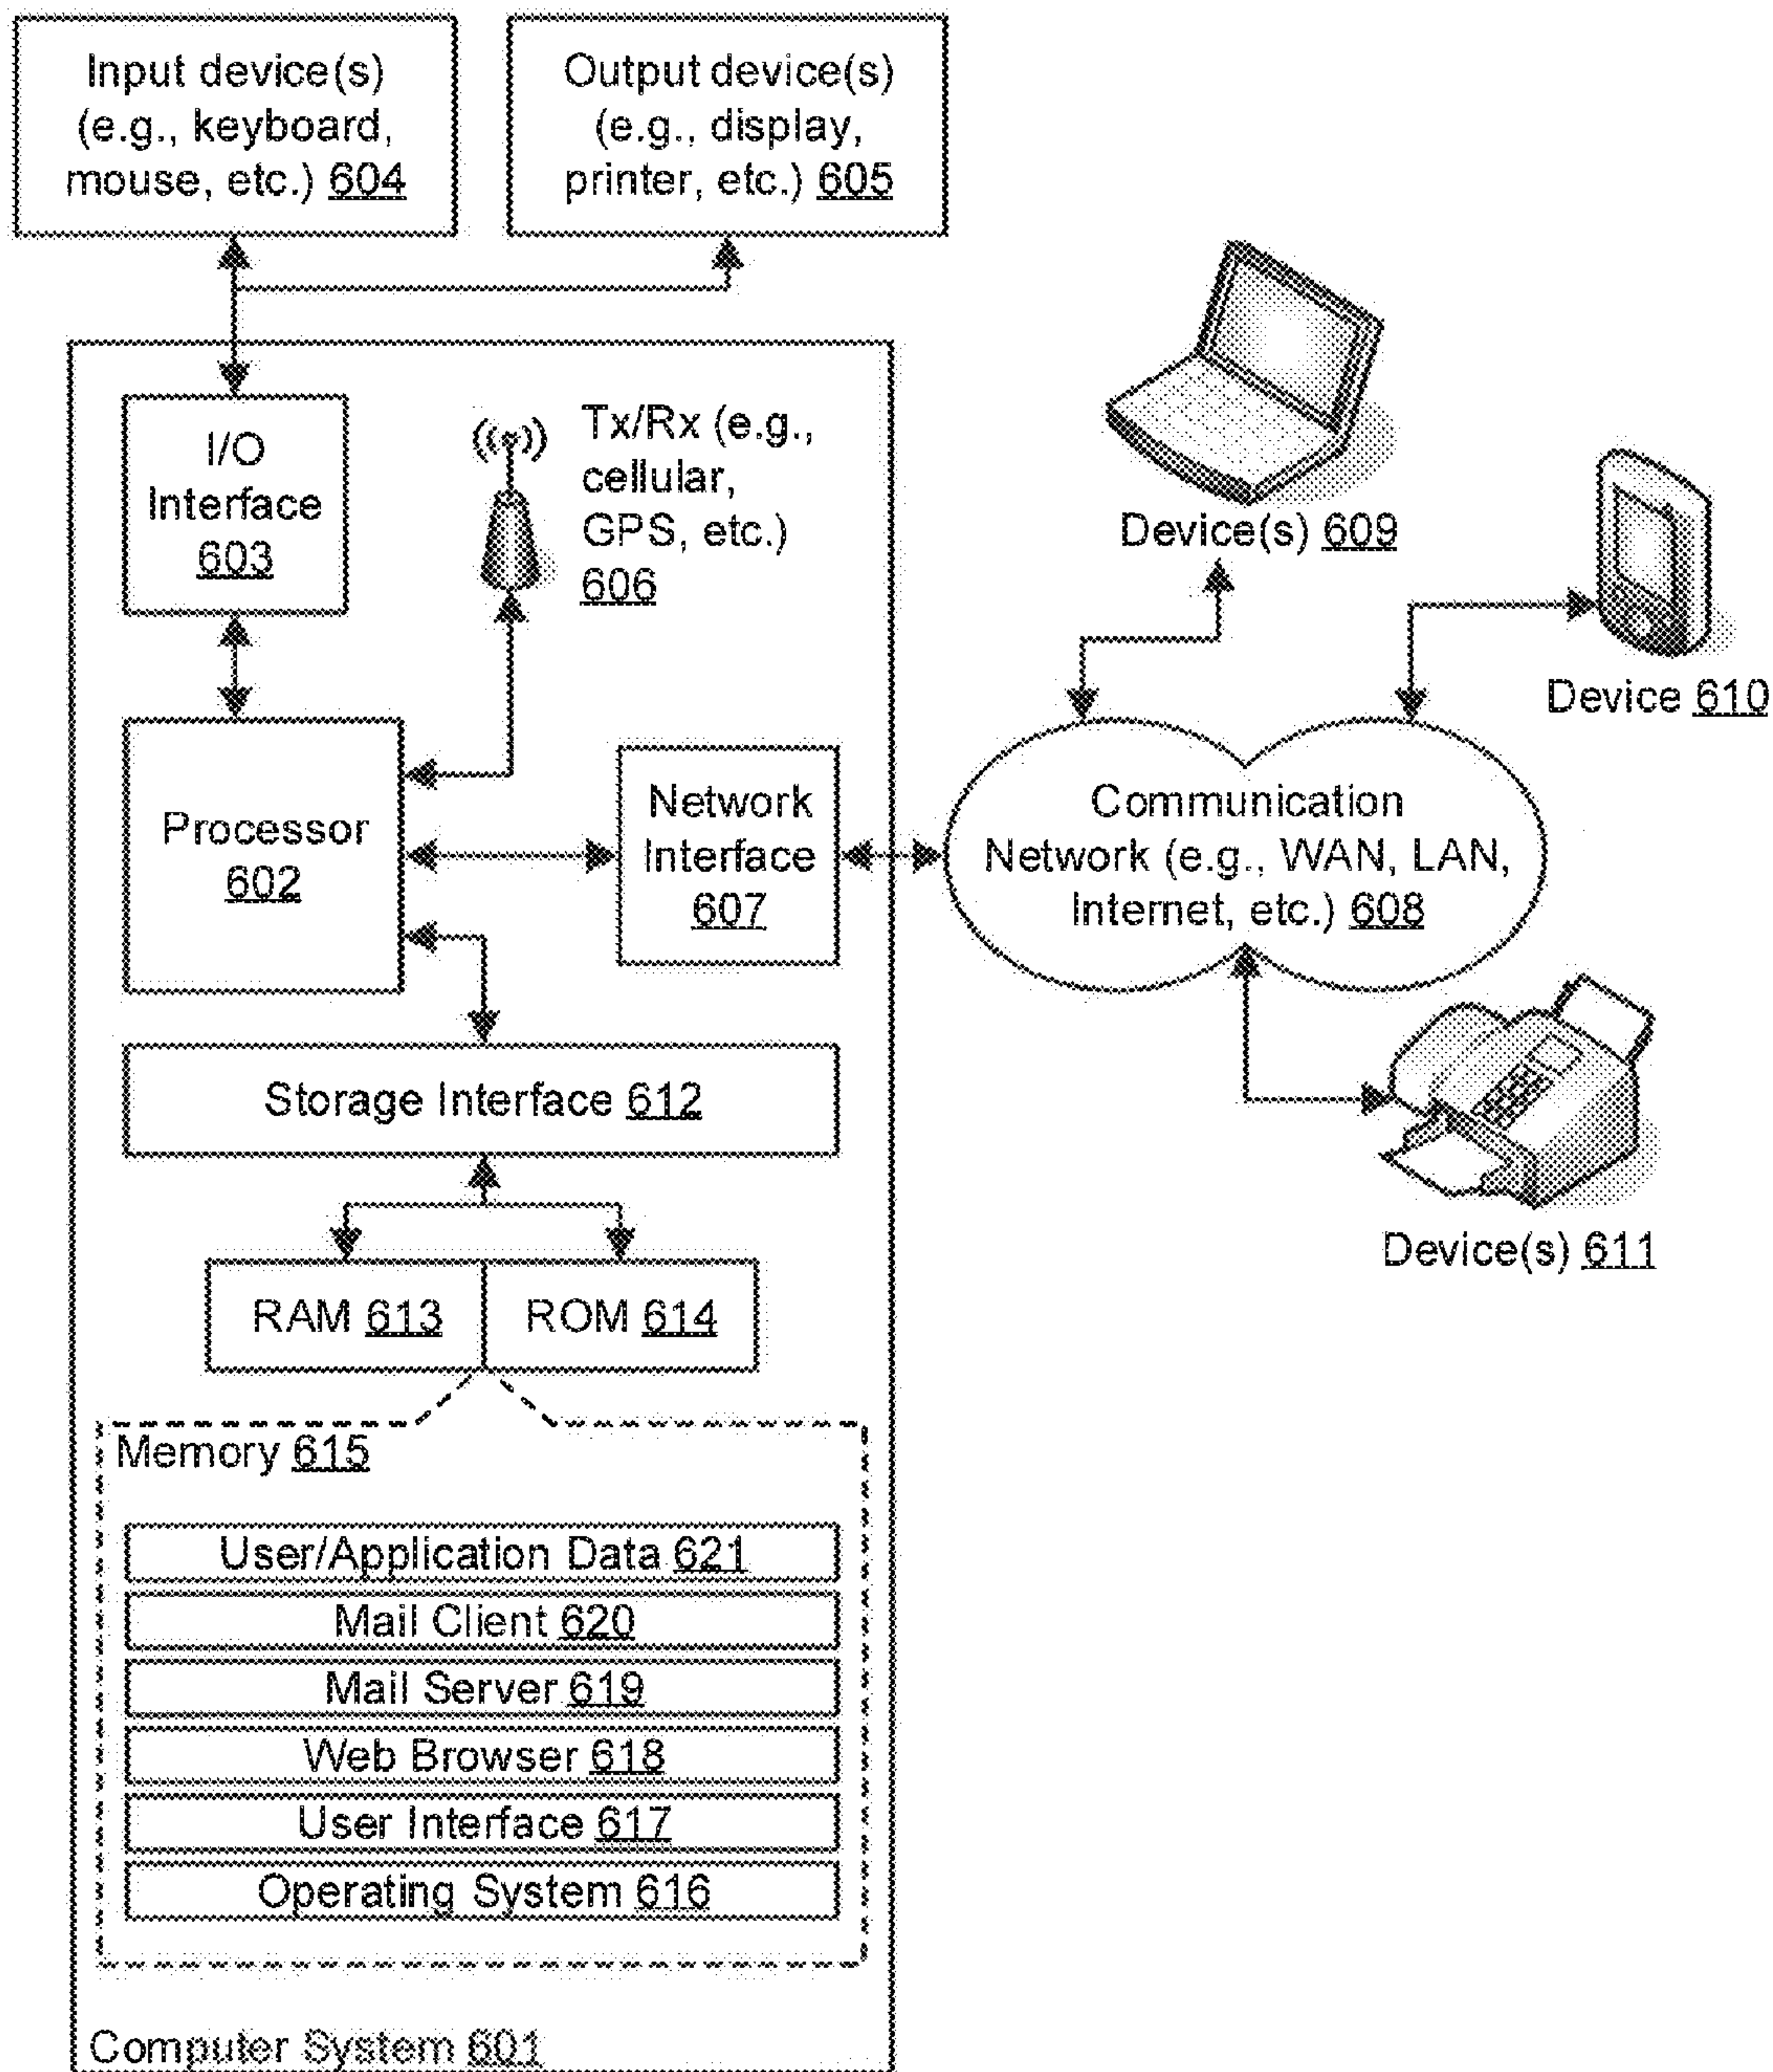 Input device(s)
(e.g., keyboard,
mouse, etc.) 604
Output device(s)
(e.g., display,
printer, etc.) 605
I/O
Interface
603
Tx/Rx (e.g.,
cellular,
GPS, etc.)
606
Device(s) 609
Device 610
Processor
602
Network
Interface
607
Communication
Network (e.g., WAN, LAN,
Internet, etc.) 608
Device(s) 611
Storage Interface 612
RAM 613
ROM 614
Memory 615
User/Application Data 621
Mail Client 620
Mail Server 619
Web Browser 618
User Interface 617
Operating System 616
Computer System 601